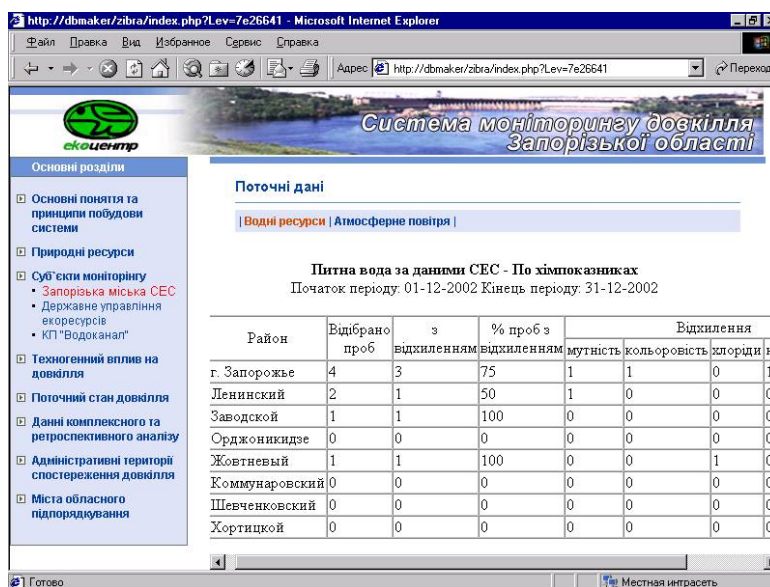 http://dbmaker/zibra/index.php?Lev=7e26641 - Microsoft Internet Explorer
Файл Правка Вид Избранное Сервис Справка
Адрес http://dbmaker/zibra/index.php?Lev=7e26641 Переход
екоцентр
Система моніторингу довкілля
Запорізької області
Основні розділи
Основні поняття та
принципи побудови
системи
Природні ресурси
Суб`єкти моніторінгу
Запорізька міська СЕС
Державне управління
екоресурсів
КП "Водоканал"
Техногенний вплив на
довкілля
Поточний стан довкілля
Данні комплексного та
ретроспективного аналізу
Адміністративні території
спостереження довкілля
Міста обласного
підпорядкування
Поточні дані
| Водні ресурси | Атмосферне повітря |
Питна вода за даними СЕС - По хімпоказниках
Початок періоду: 01-12-2002 Кінець періоду: 31-12-2002
Район Відібрано проб з відхиленням % проб з відхиленням Відхилення
мутність кольоровість хлоріди
г. Запорожье 4 3 75 1 1 0 1
Ленинский 2 1 50 1 0 0
Заводской 1 1 100 0 0 0
Орджоникидзе 0 0 0 0 0 0
Жовтневый 1 1 100 0 0 1
Коммунаровский 0 0 0 0 0 0
Шевченковский 0 0 0 0 0 0
Хортицкой 0 0 0 0 0 0
Готово
Местная интрасеть